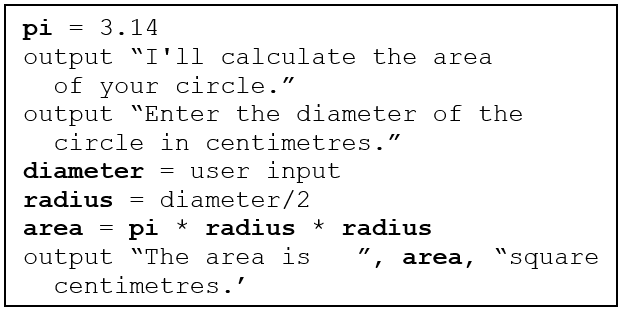 pi = 3.14
output “I'll calculate the area
of your circle.”
output “Enter the diameter of the
circle in centimetres.”
diameter = user input
radius = diameter/2
area = pi * radius * radius
output “The area is   ”, area, “square
centimetres.’